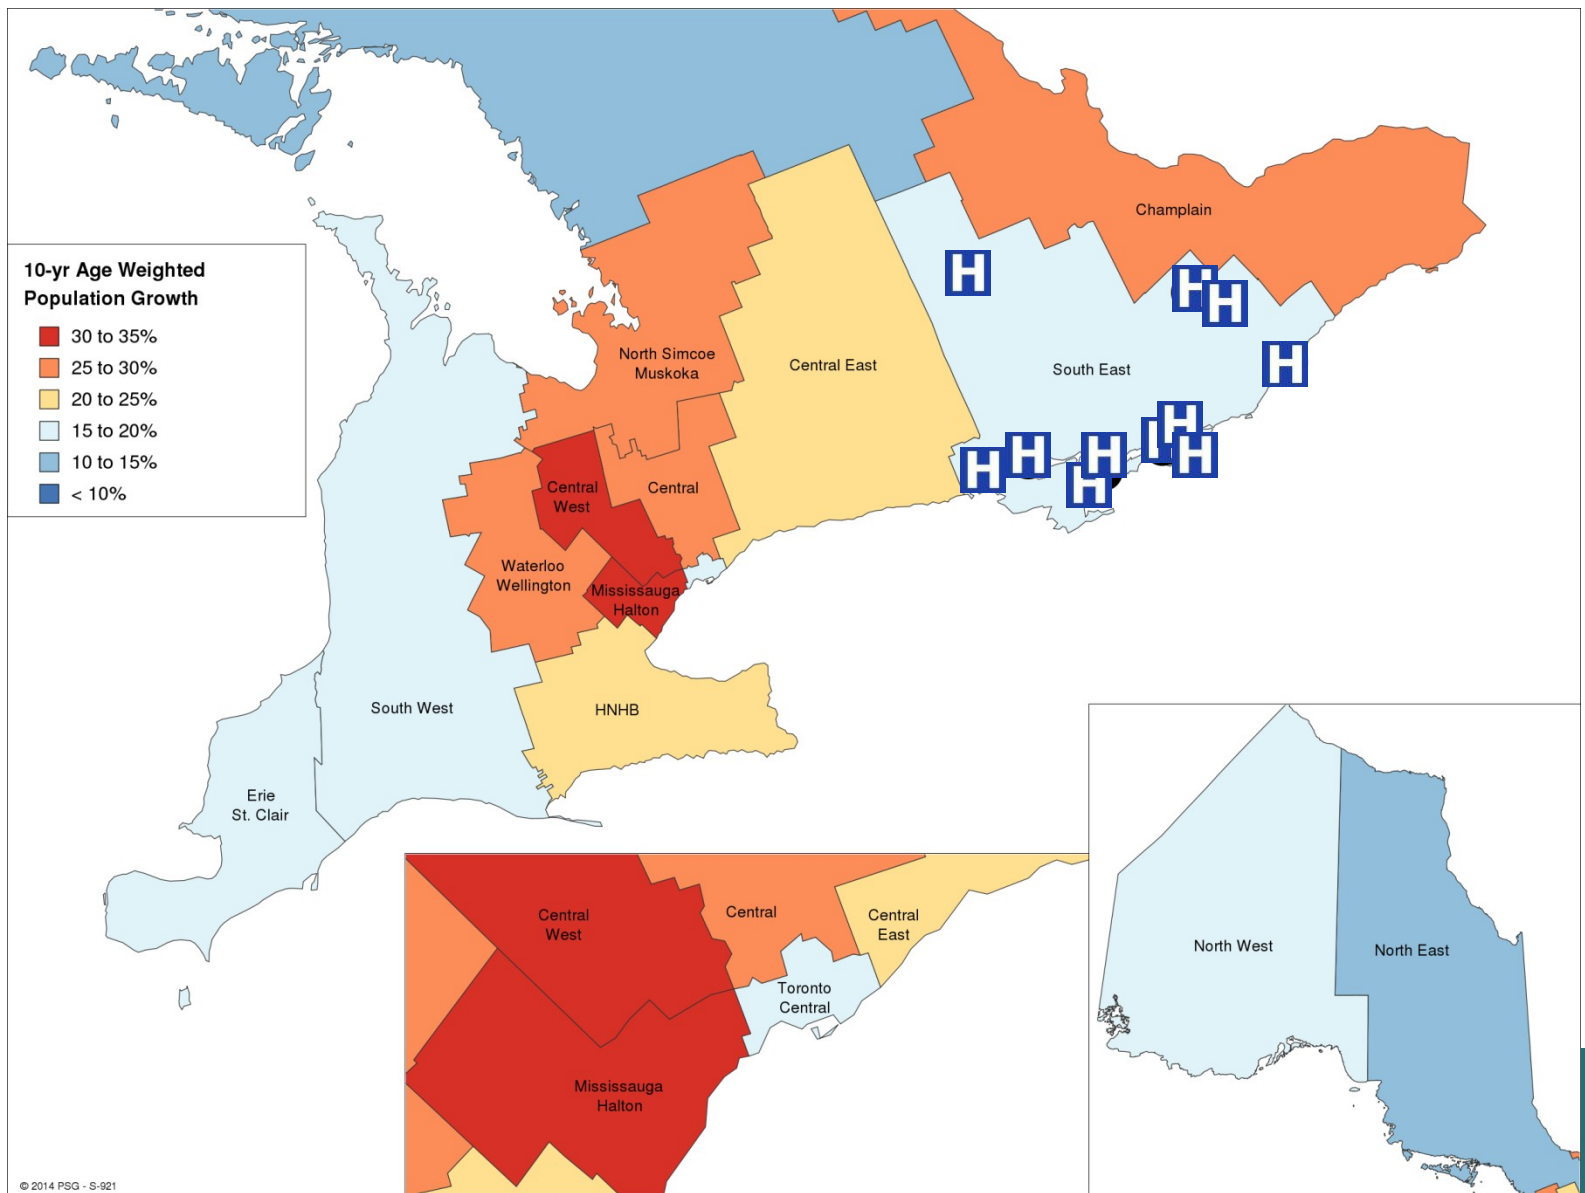 Champlain
10-yr Age Weighted
Population Growth
30 to 35%
25 to 30%
20 to 25%
15 to 20%
10 to 15%
< 10%
H
H
H
H
H
H
H
H
H
H
North Simcoe
Muskoka
Central East
South East
Central
West
Central
Waterloo
Wellington
Mississauga
Halton
South West
HNHB
Erie
St. Clair
Central
West
Central
Central
East
Toronto
Central
Mississauga
Halton
North West
North East
© 2014 PSG - S-921